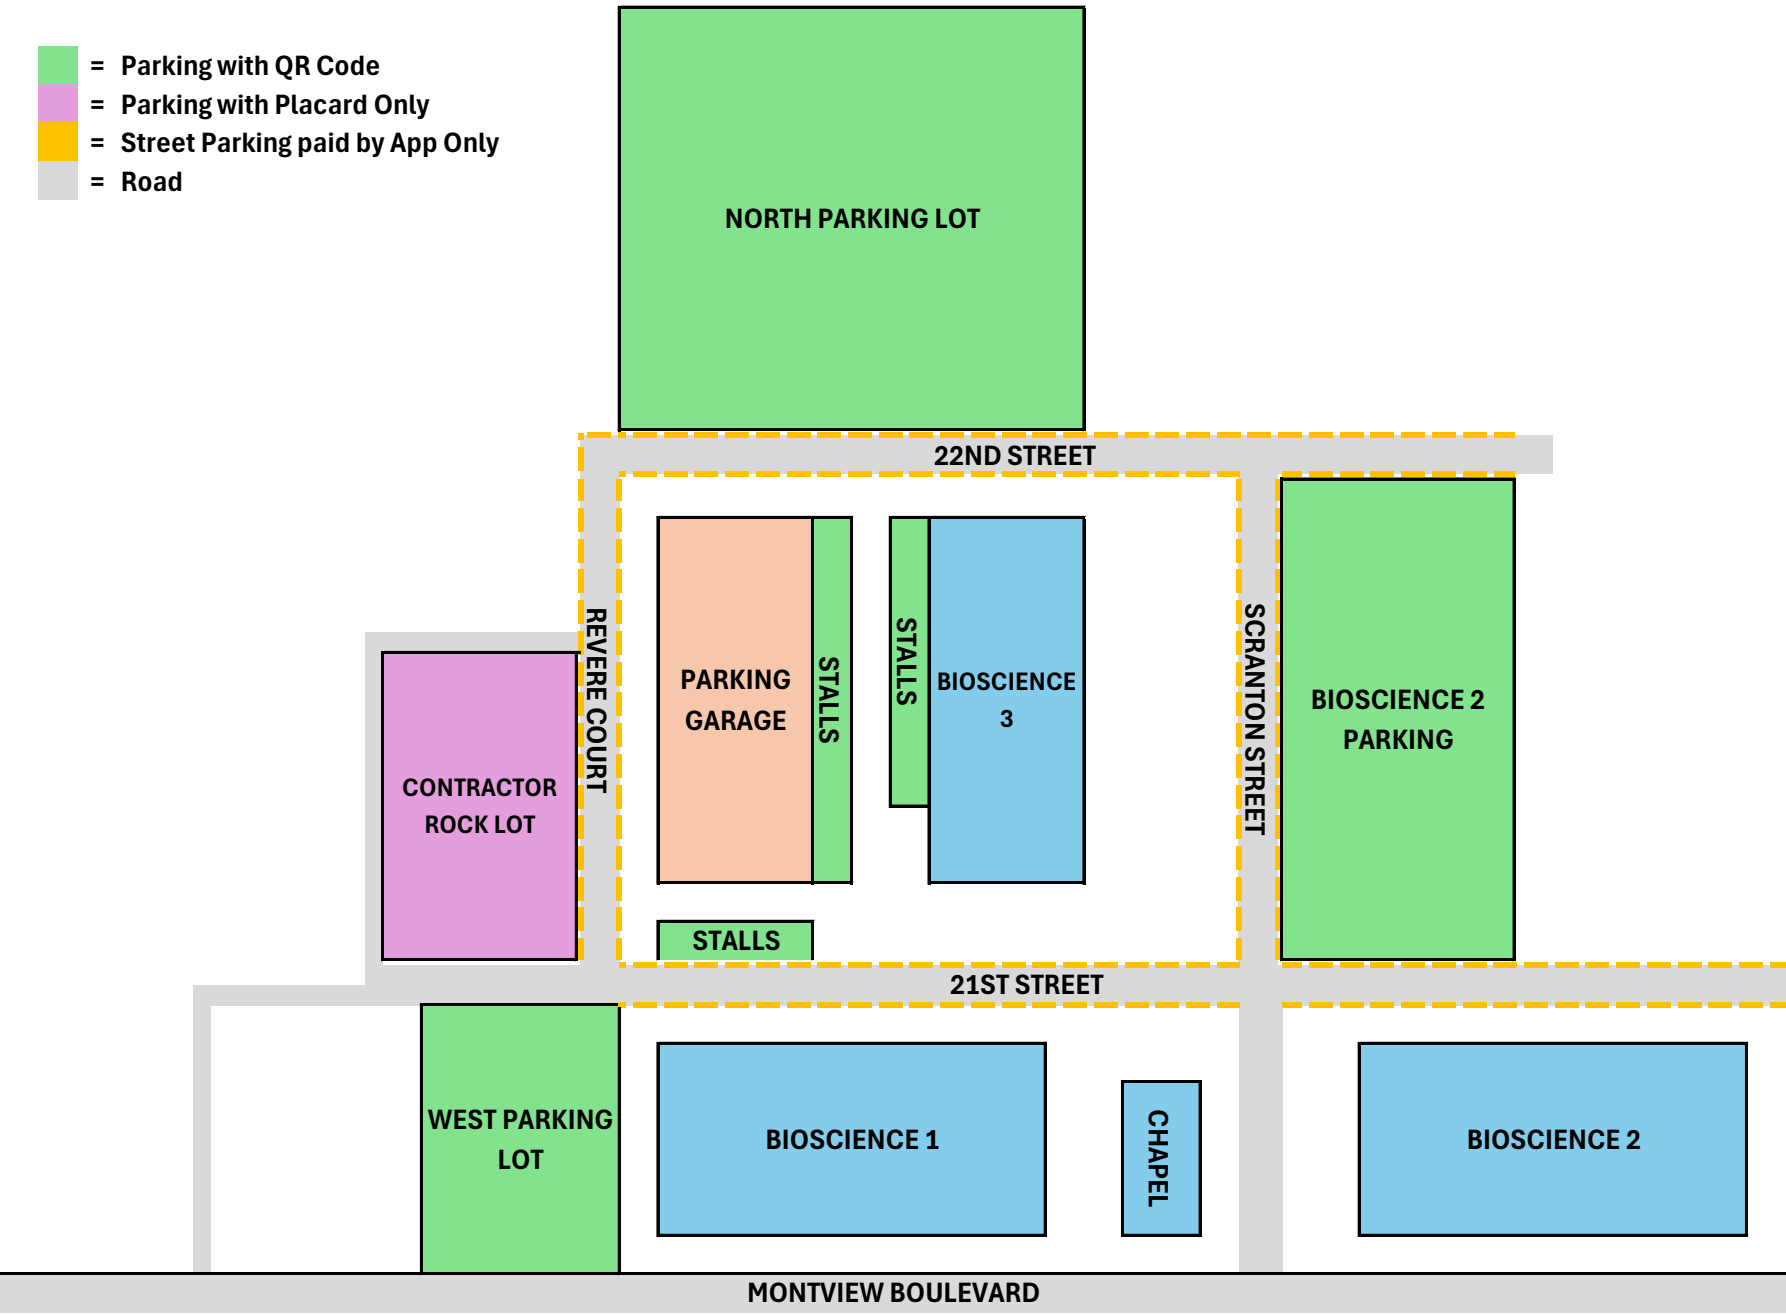 = Parking with QR Code
= Parking with Placard Only
= Street Parking paid by App Only
= Road
NORTH PARKING LOT
22ND STREET
REVERE COURT
PARKING
GARAGE
STALLS
STALLS
BIOSCIENCE
3
SCRANTON STREET
BIOSCIENCE 2
PARKING
CONTRACTOR
ROCK LOT
STALLS
21ST STREET
WEST PARKING
LOT
BIOSCIENCE 1
CHAPEL
BIOSCIENCE 2
MONTVIEW BOULEVARD